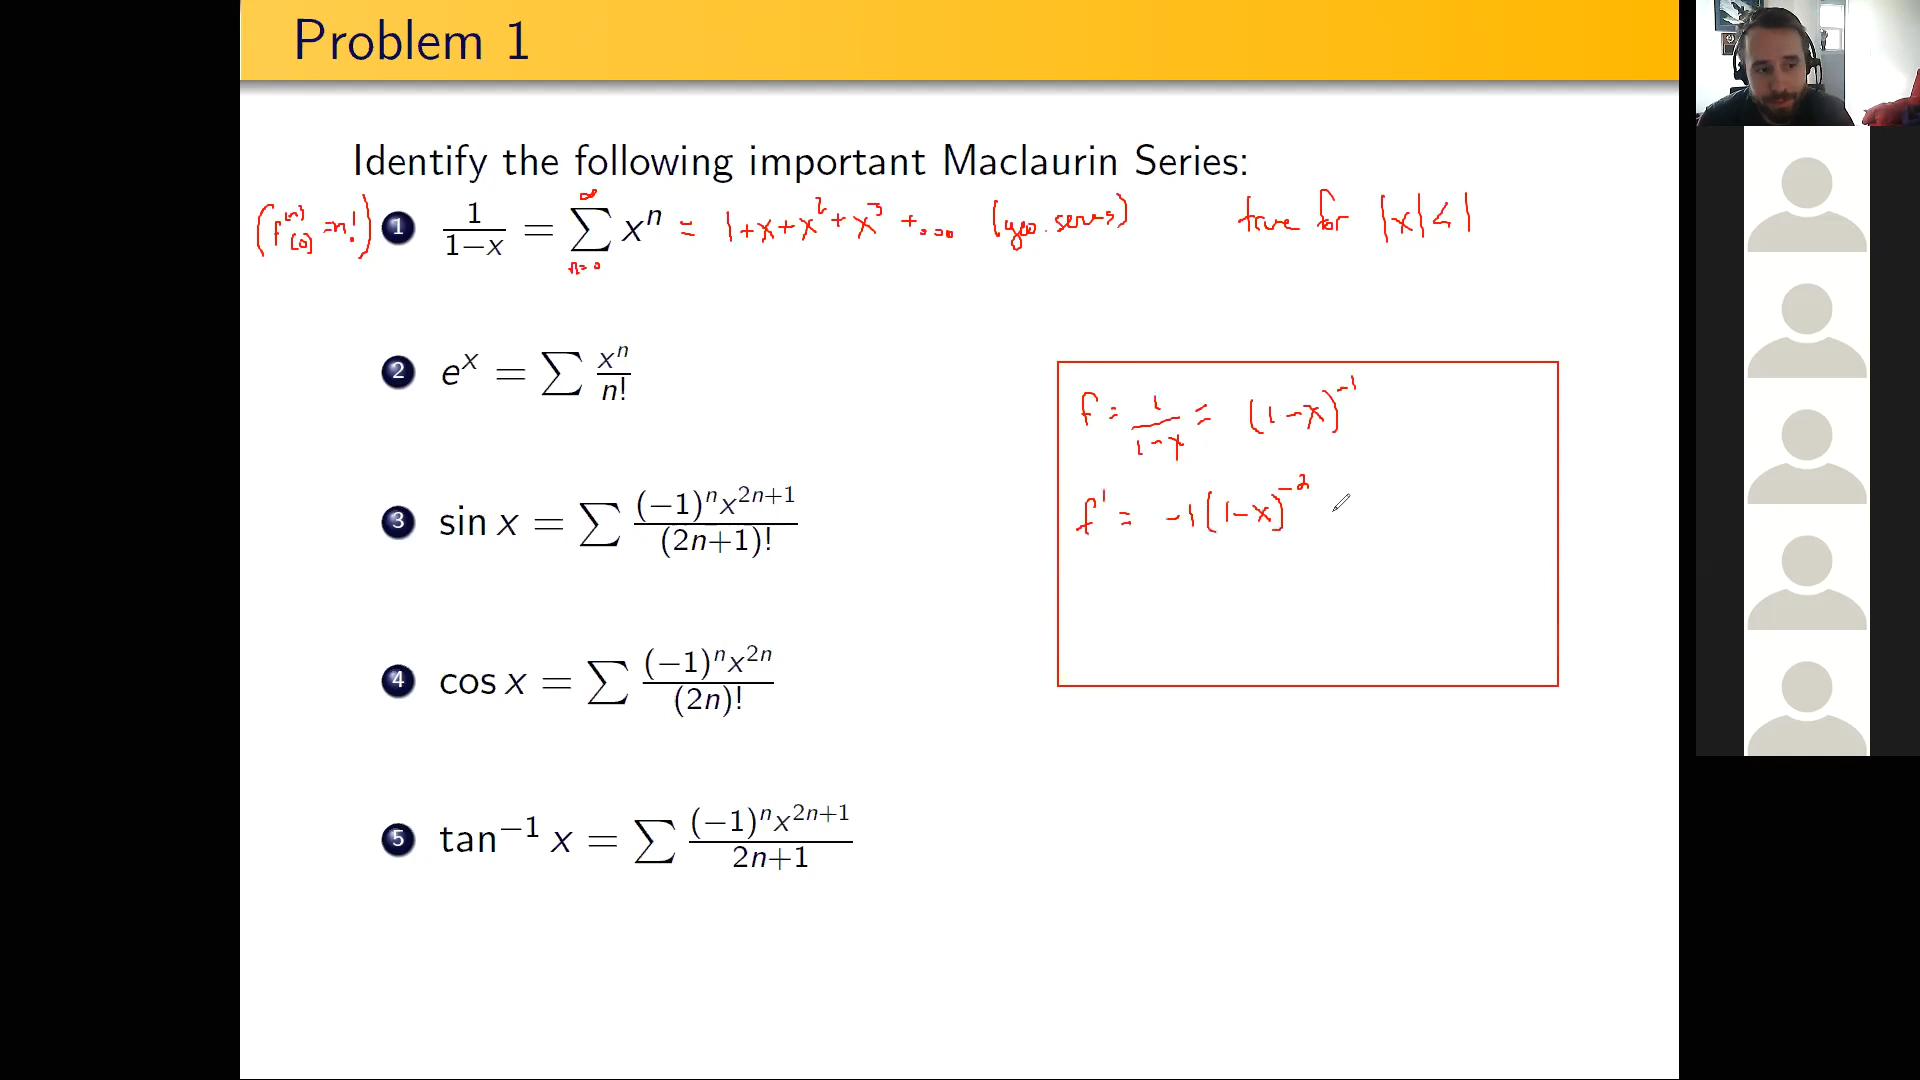 Problem 1
Identify the following important Maclaurin Series:
(f^(n)(0) = n!) 1 1/(1−x) = ∑_{n=0}^{∞} x^n = 1+x+x^2+x^3+.... (geo. series) true for |x|<1
2 e^x = ∑ x^n/n!
f = 1/(1-x) = (1-x)^-1
3 sin x = ∑ (−1)^n x^{2n+1}/(2n+1)!
f' = -1(1-x)^-2
4 cos x = ∑ (−1)^n x^{2n}/(2n)!
5 tan^−1 x = ∑ (−1)^n x^{2n+1}/2n+1